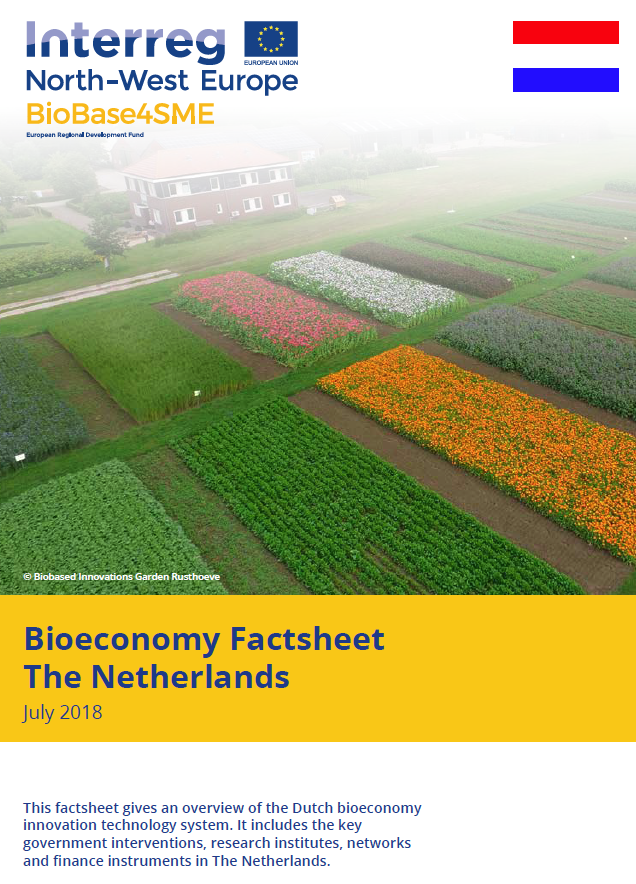 Interreg
EUROPEAN UNION
North-West Europe
BioBase4SME
European Regional Development Fund
© Biobased Innovations Garden Rusthoeve
Bioeconomy Factsheet
The Netherlands
July 2018
This factsheet gives an overview of the Dutch bioeconomy
innovation technology system. It includes the key
government interventions, research institutes, networks
and finance instruments in The Netherlands.